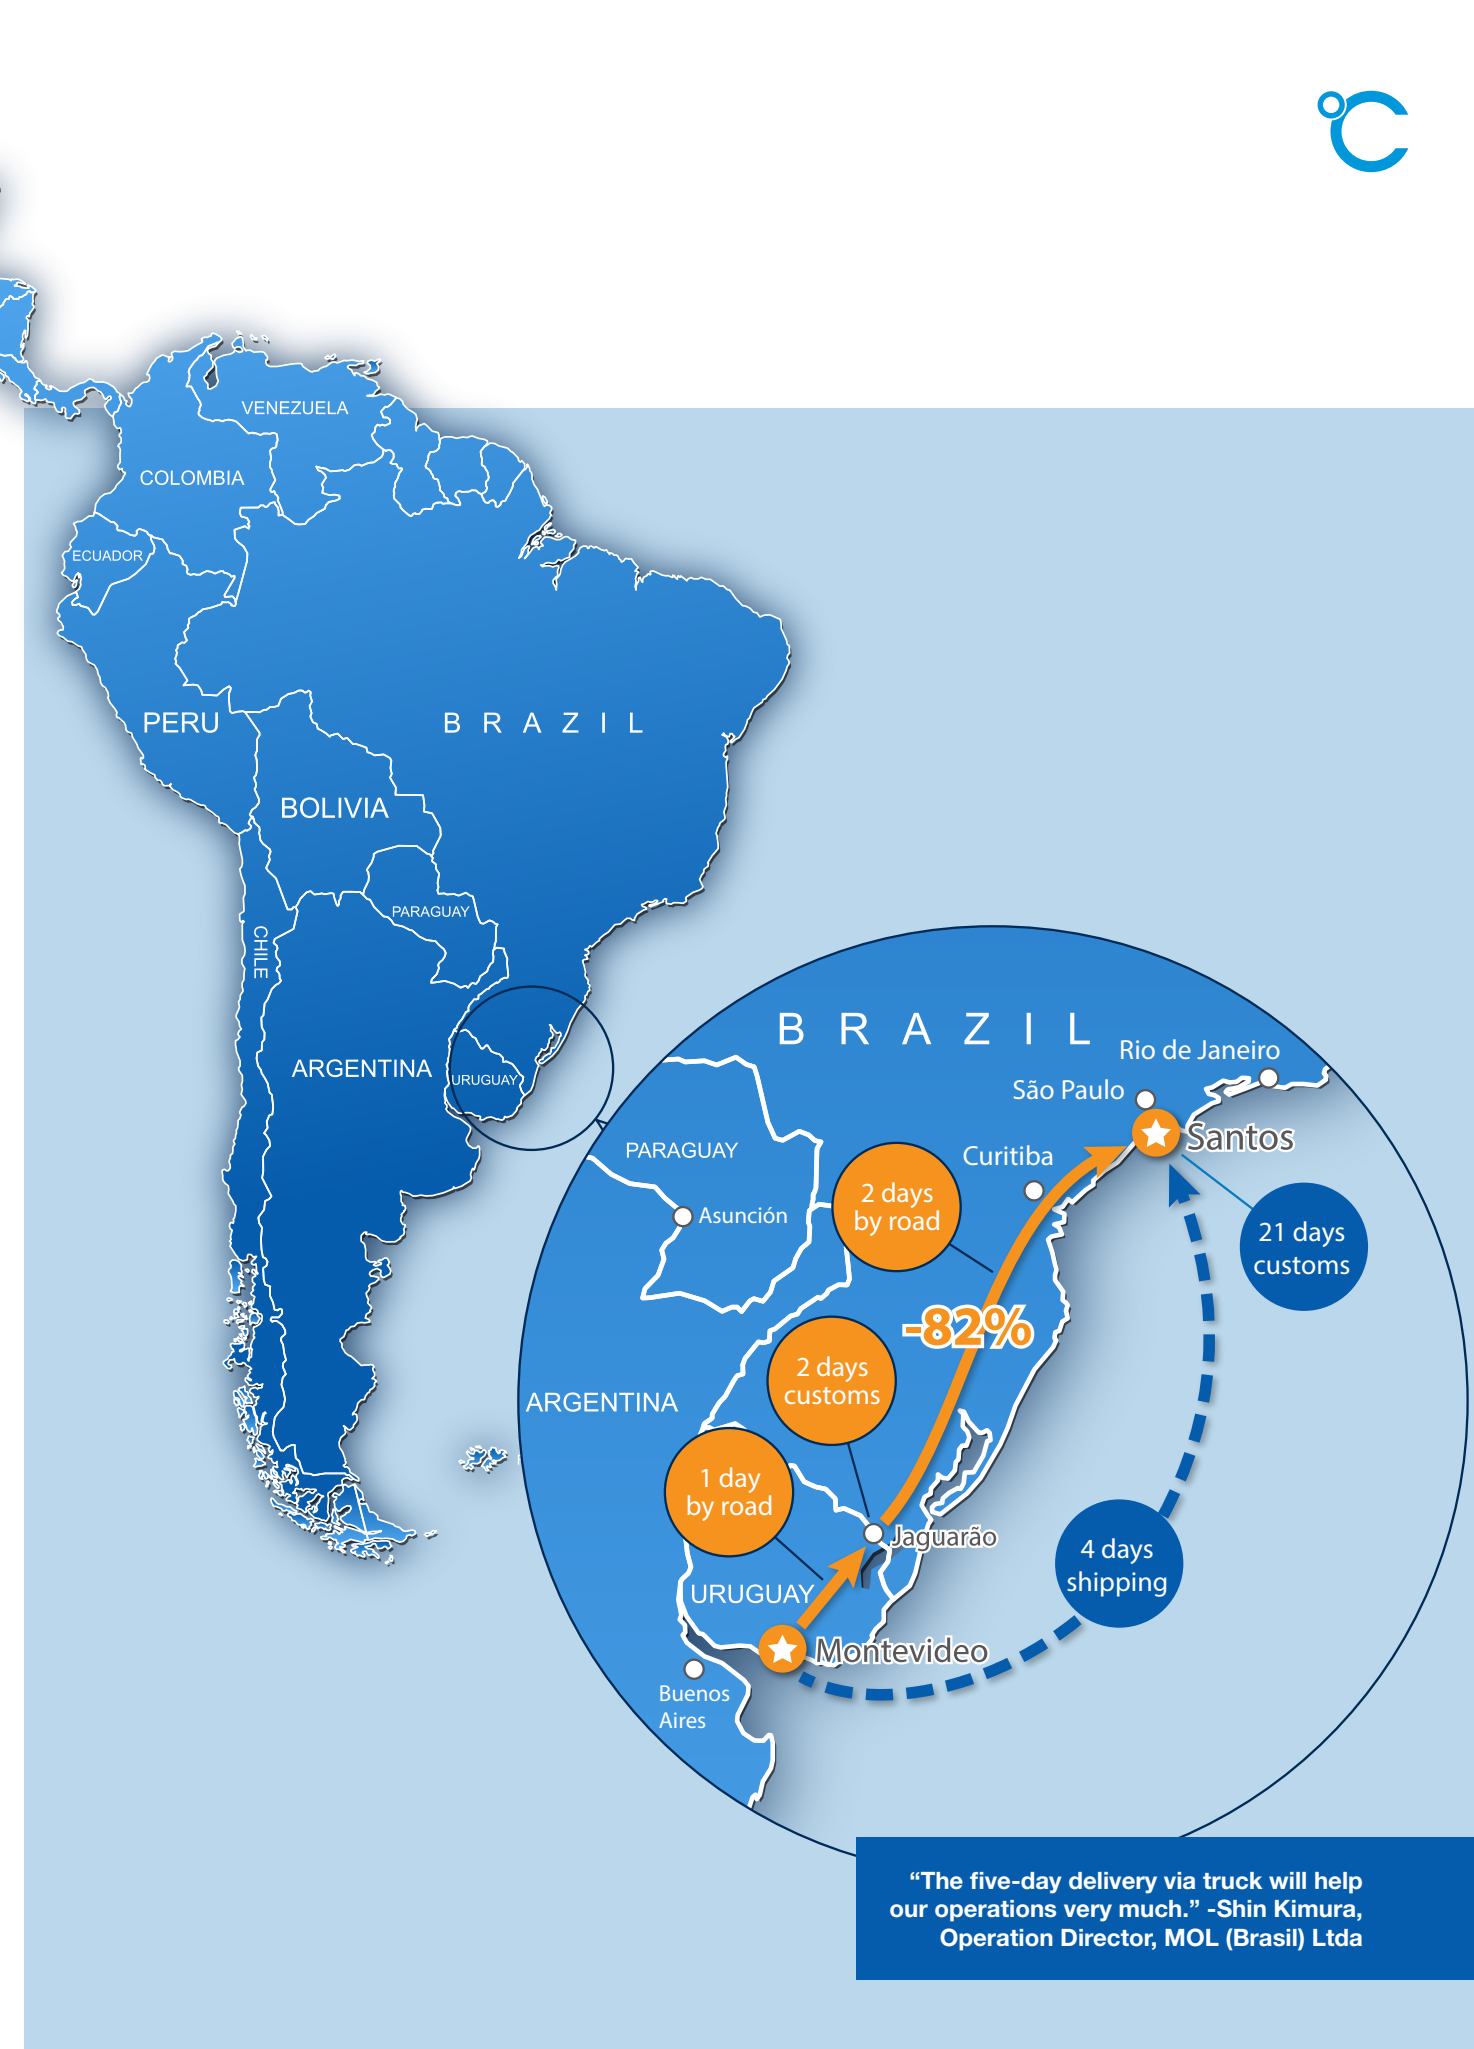 ℃
VENEZUELA
COLOMBIA
ECUADOR
PERU
BRAZIL
BOLIVIA
PARAGUAY
CHILE
ARGENTINA
URUGUAY
BRAZIL
Rio de Janeiro
São Paulo
Santos
Curitiba
PARAGUAY
Asunción
2 days
by road
21 days
customs
-82%
2 days
customs
ARGENTINA
1 day
by road
Jaguarão
4 days
shipping
URUGUAY
Montevideo
Buenos
Aires
“The five-day delivery via truck will help
our operations very much.” -Shin Kimura,
Operation Director, MOL (Brasil) Ltda